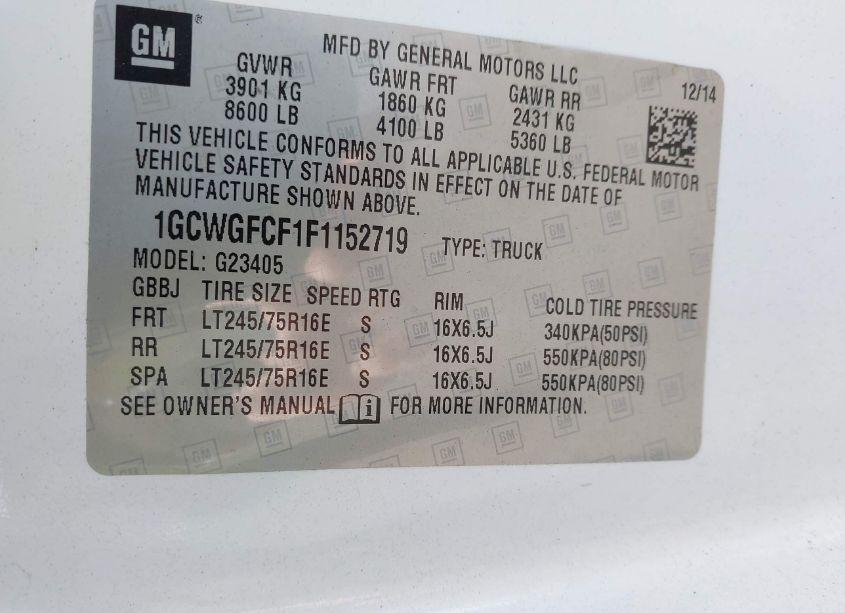 GM ®
MFD BY GENERAL MOTORS LLC
GVWR GAWR FRT GAWR RR 12/14
3901 KG 1860 KG 2431 KG
8600 LB 4100 LB 5360 LB
THIS VEHICLE CONFORMS TO ALL APPLICABLE U.S. FEDERAL MOTOR
VEHICLE SAFETY STANDARDS IN EFFECT ON THE DATE OF
MANUFACTURE SHOWN ABOVE.
1GCWGFCF1F1152719 TYPE: TRUCK
MODEL: G23405
GBBJ TIRE SIZE SPEED RTG RIM COLD TIRE PRESSURE
FRT LT245/75R16E S 16X6.5J 340KPA(50PSI)
RR LT245/75R16E S 16X6.5J 550KPA(80PSI)
SPA LT245/75R16E S 16X6.5J 550KPA(80PSI)
SEE OWNER'S MANUAL i FOR MORE INFORMATION.